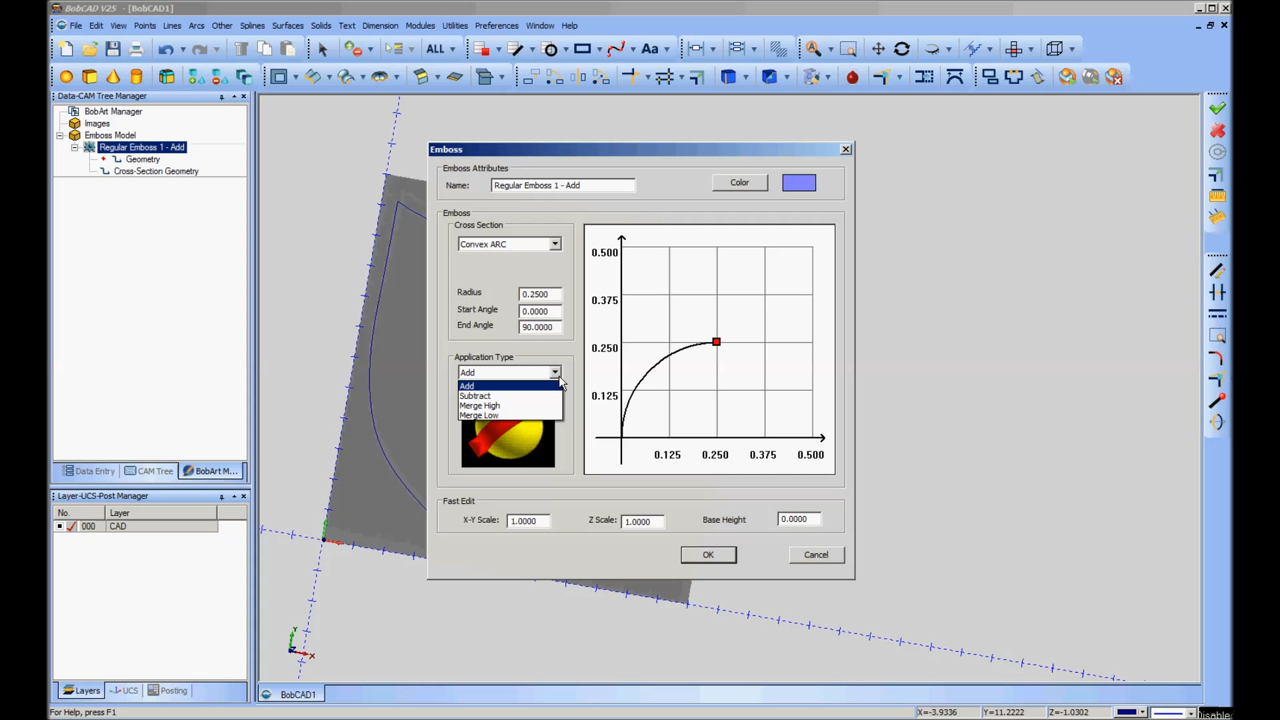 BobCAD V25 - [BobCAD1]
File Edit View Points Lines Arcs Other Splines Surfaces Solids Text Dimension Modules Utilities Preferences Window Help
ALL
Aa
Data-CAM Tree Manager
BobArt Manager
Images
Emboss Model
Regular Emboss 1 - Add
Geometry
Cross-Section Geometry
Data Entry CAM Tree BobArt M...
Layer-UCS-Post Manager
No. Layer
000 CAD
Layers UCS Posting
Emboss
Emboss Attributes
Name: Regular Emboss 1 - Add Color
Emboss
Cross Section
Convex ARC
Radius 0.2500
Start Angle 0.0000
End Angle 90.0000
Application Type
Add
Add
Subtract
Merge High
Merge Low
0.500
0.375
0.250
0.125
0.125 0.250 0.375 0.500
Fast Edit
X-Y Scale: 1.0000 Z Scale: 1.0000 Base Height 0.0000
OK Cancel
Y
X
BobCAD1
For Help, press F1
X=-3.9336 Y=11.2222 Z=-1.0302
Disable